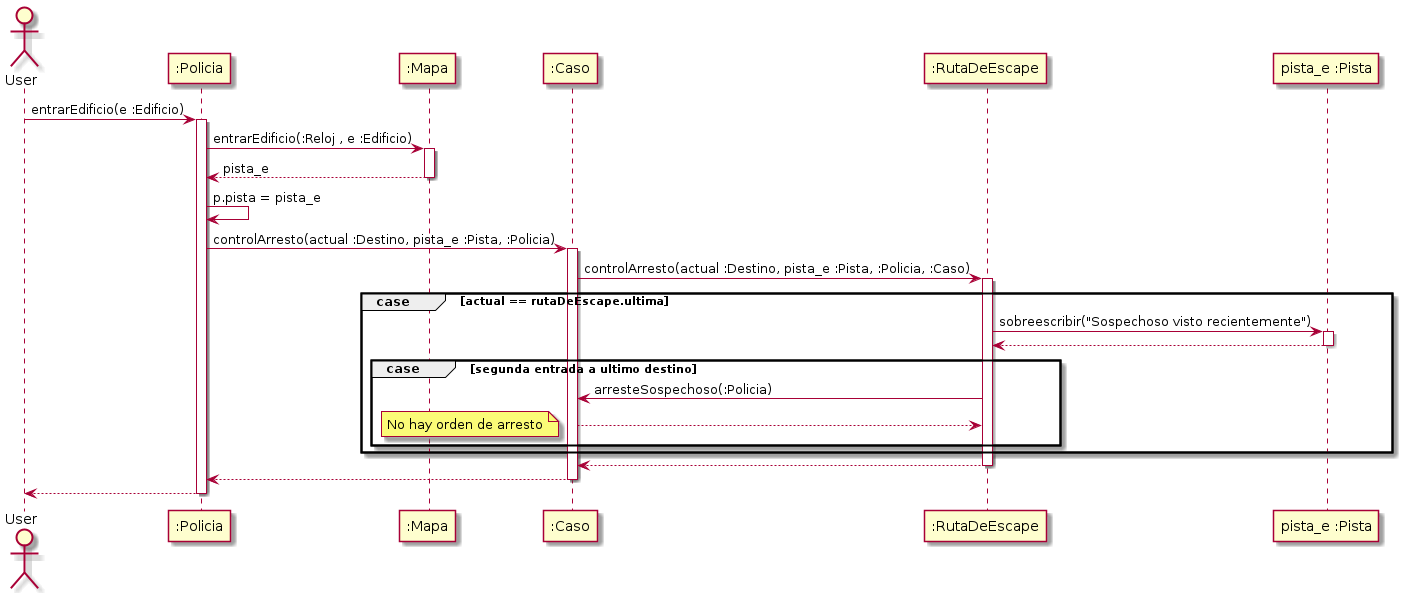 User
:Policia
:Mapa
:Caso
:RutaDeEscape
pista_e :Pista
entrarEdificio(e :Edificio)
entrarEdificio(:Reloj , e :Edificio)
pista_e
p.pista = pista_e
controlArresto(actual :Destino, pista_e :Pista, :Policia)
controlArresto(actual :Destino, pista_e :Pista, :Policia, :Caso)
case
[actual == rutaDeEscape.ultima]
sobreescribir("Sospechoso visto recientemente")
case
[segunda entrada a ultimo destino]
arresteSospechoso(:Policia)
No hay orden de arresto
User
:Policia
:Mapa
:Caso
:RutaDeEscape
pista_e :Pista